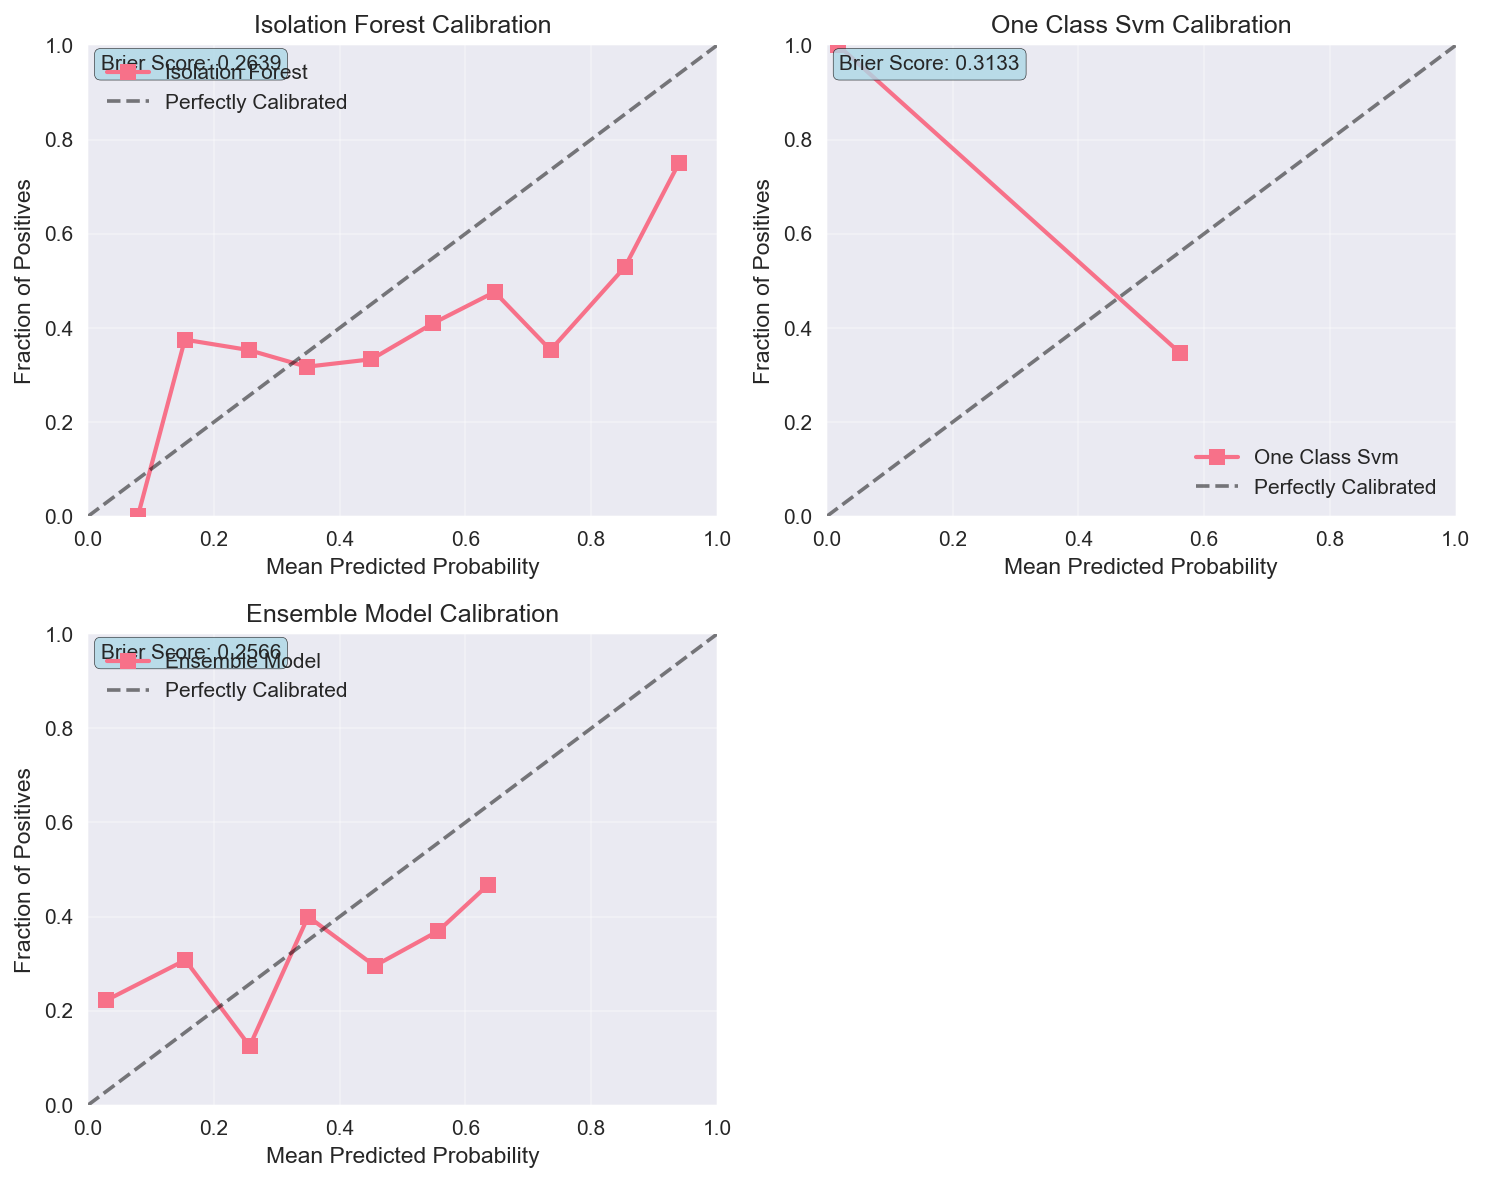 Isolation Forest Calibration
Brier Score: 0.2639
Isolation Forest
Perfectly Calibrated
Fraction of Positives
1.0
0.8
0.6
0.4
0.2
0.0
0.0 0.2 0.4 0.6 0.8 1.0
Mean Predicted Probability
One Class Svm Calibration
Brier Score: 0.3133
Fraction of Positives
1.0
0.8
0.6
0.4
0.2
0.0
One Class Svm
Perfectly Calibrated
0.0 0.2 0.4 0.6 0.8 1.0
Mean Predicted Probability
Ensemble Model Calibration
Brier Score: 0.2566
Ensemble Model
Perfectly Calibrated
Fraction of Positives
1.0
0.8
0.6
0.4
0.2
0.0
0.0 0.2 0.4 0.6 0.8 1.0
Mean Predicted Probability